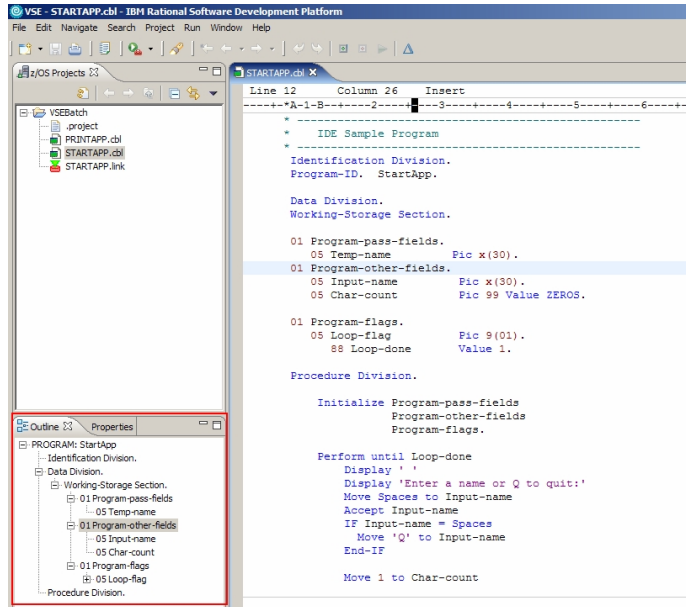 VSE - STARTAPP.cbl - IBM Rational Software Development Platform
File Edit Navigate Search Project Run Window Help
z/OS Projects
VSEBatch
.project
PRINTAPP.cbl
STARTAPP.cbl
STARTAPP.link
STARTAPP.cbl
Line 12 Column 26 Insert
----+-*A-1-B--+----2----+----3----+----4----+----5----+----6----+-
* --------------------------------------------------
* IDE Sample Program
* --------------------------------------------------
Identification Division.
Program-ID. StartApp.
Data Division.
Working-Storage Section.
01 Program-pass-fields.
05 Temp-name Pic x(30).
01 Program-other-fields.
05 Input-name Pic x(30).
05 Char-count Pic 99 Value ZEROS.
01 Program-flags.
05 Loop-flag Pic 9(01).
88 Loop-done Value 1.
Procedure Division.
Initialize Program-pass-fields
Program-other-fields
Program-flags.
Perform until Loop-done
Display ' '
Display 'Enter a name or Q to quit:'
Move Spaces to Input-name
Accept Input-name
IF Input-name = Spaces
Move 'Q' to Input-name
End-IF
Move 1 to Char-count
Outline Properties
PROGRAM: StartApp
Identification Division.
Data Division.
Working-Storage Section.
01 Program-pass-fields
05 Temp-name
01 Program-other-fields
05 Input-name
05 Char-count
01 Program-flags
05 Loop-flag
Procedure Division.